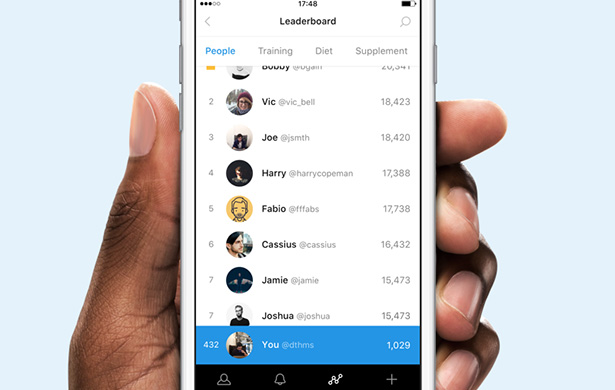 17:48
Leaderboard
People Training Diet Supplement
Bobby @bgain 20,341
2 Vic @vic_bell 18,423
3 Joe @jsmth 18,420
4 Harry @harrycopeman 17,388
5 Fabio @fffabs 17,738
6 Cassius @cassius 16,432
7 Jamie @jamie 15,473
7 Joshua @joshua 15,473
432 You @dthms 1,029